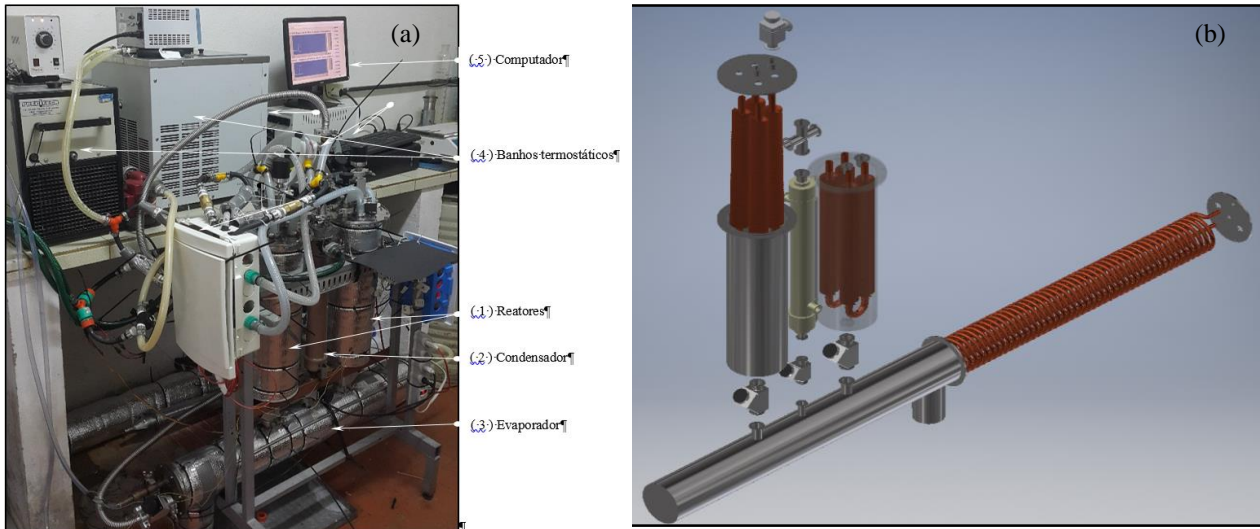 (a)
(·5·)·Computador¶
(·4·)·Banhos·termostáticos¶
(·1·)·Reatores¶
(·2·)·Condensador¶
(·3·)·Evaporador¶
¶
(b)